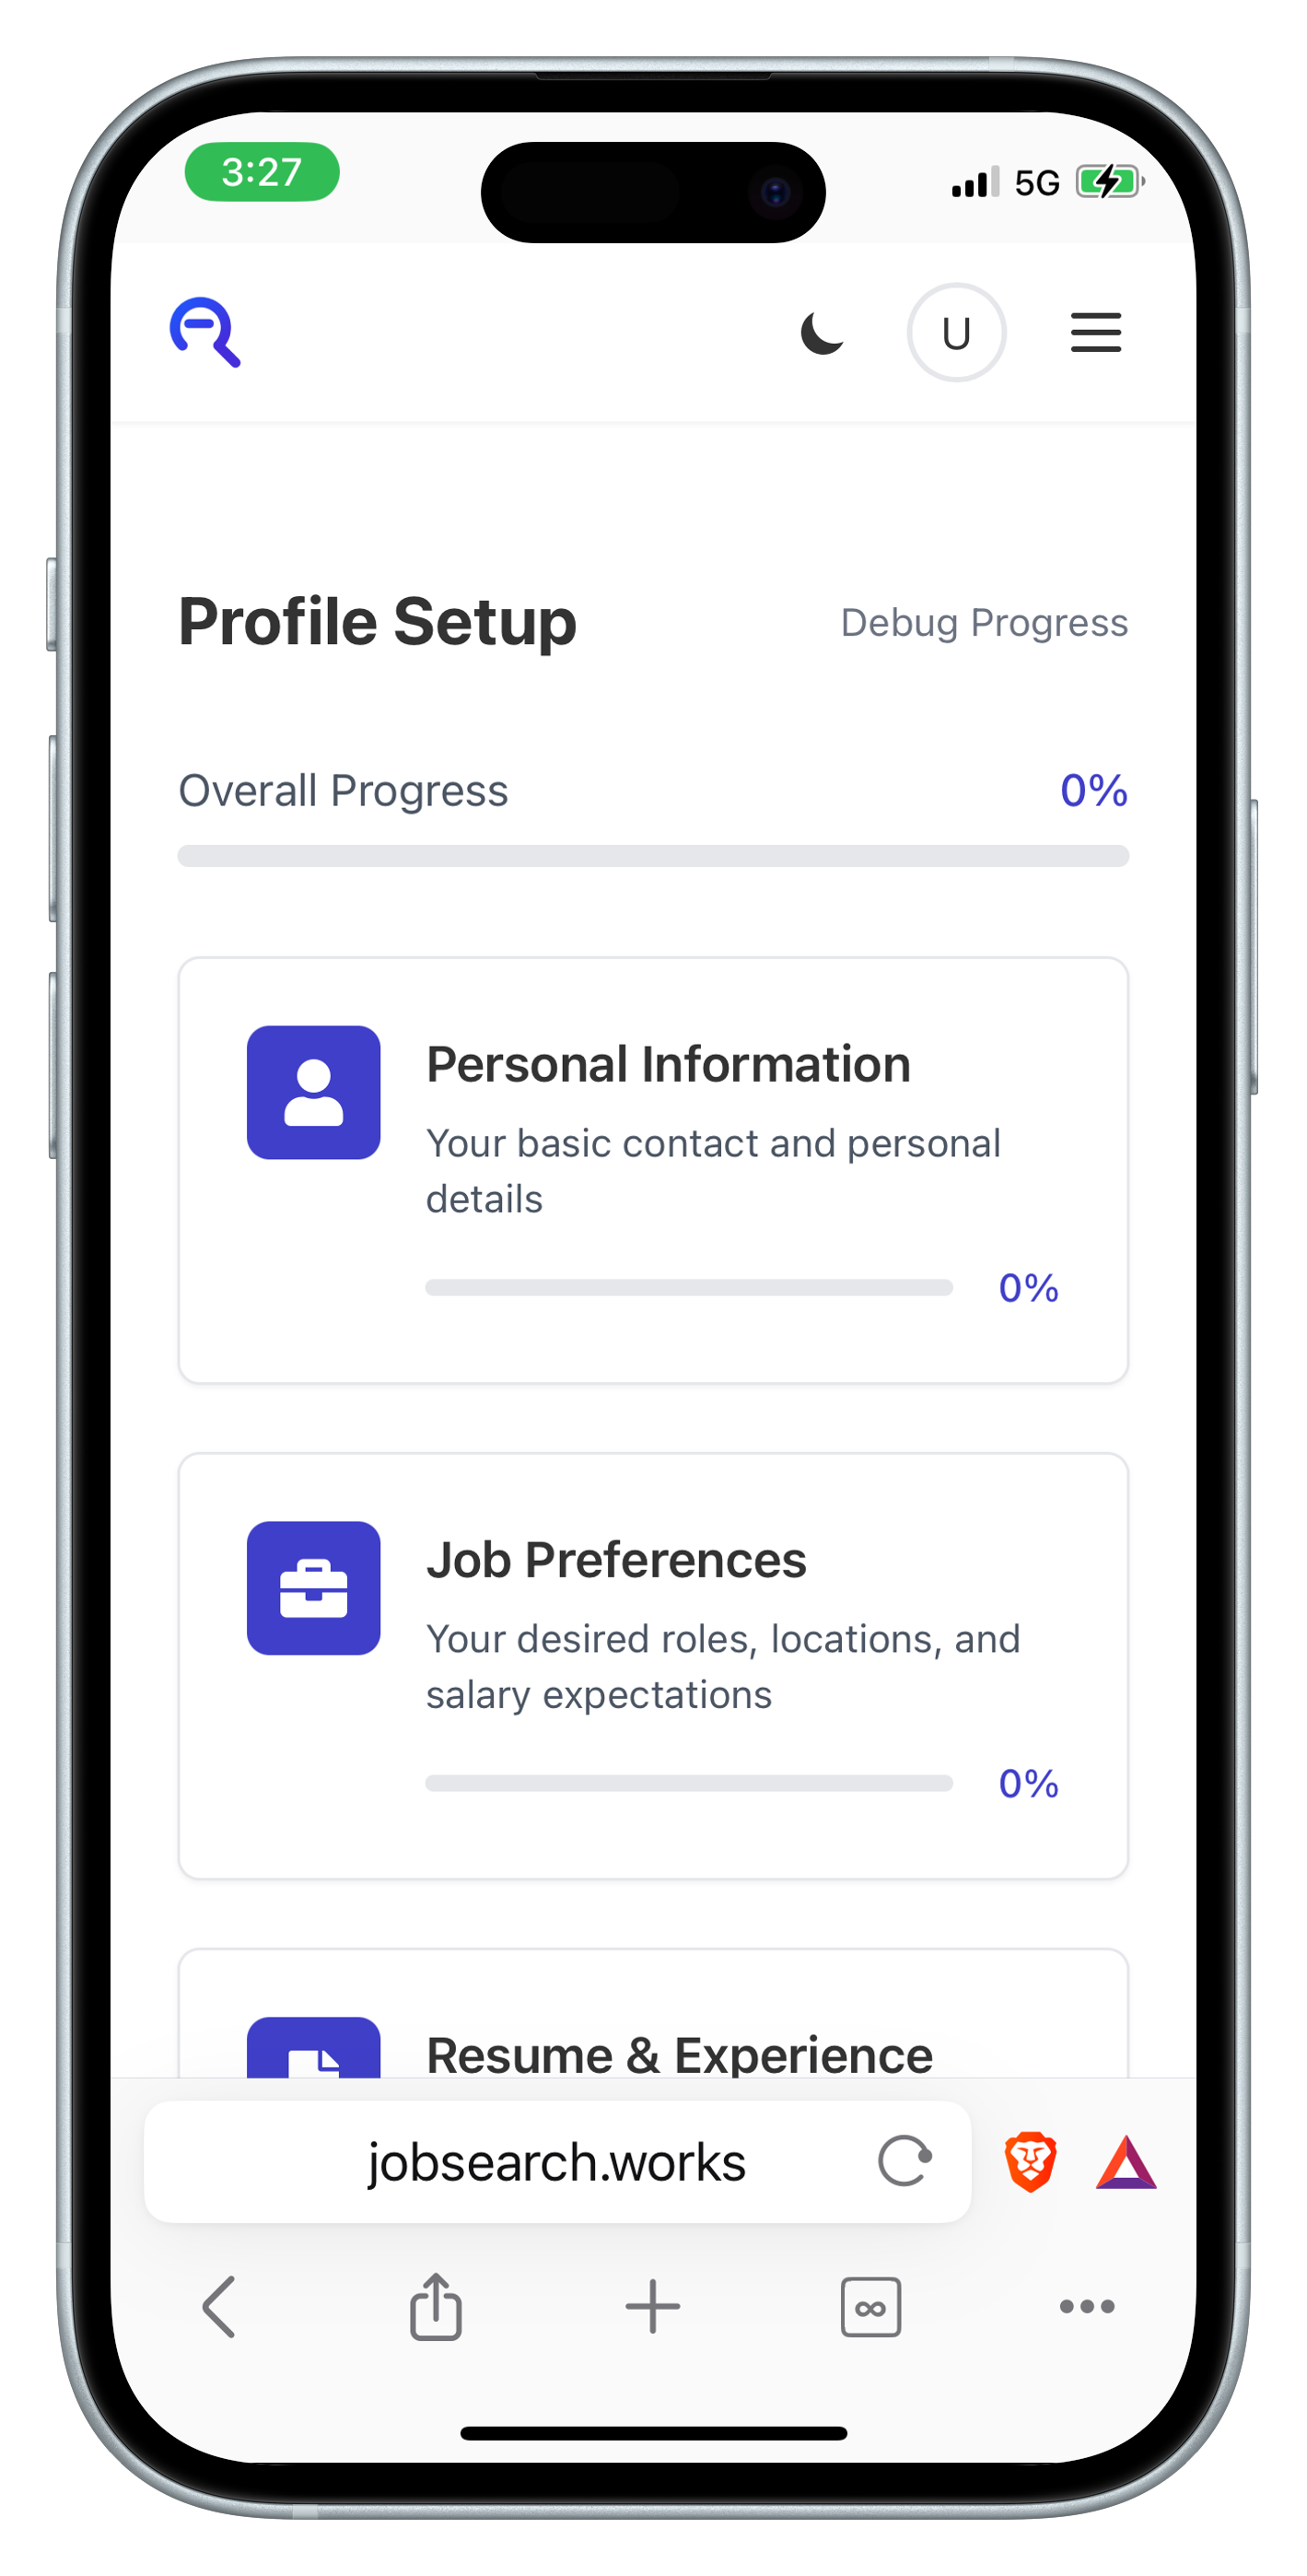 3:27
5G
U
Profile Setup
Debug Progress
Overall Progress
0%
Personal Information
Your basic contact and personal
details
0%
Job Preferences
Your desired roles, locations, and
salary expectations
0%
Resume & Experience
jobsearch.works